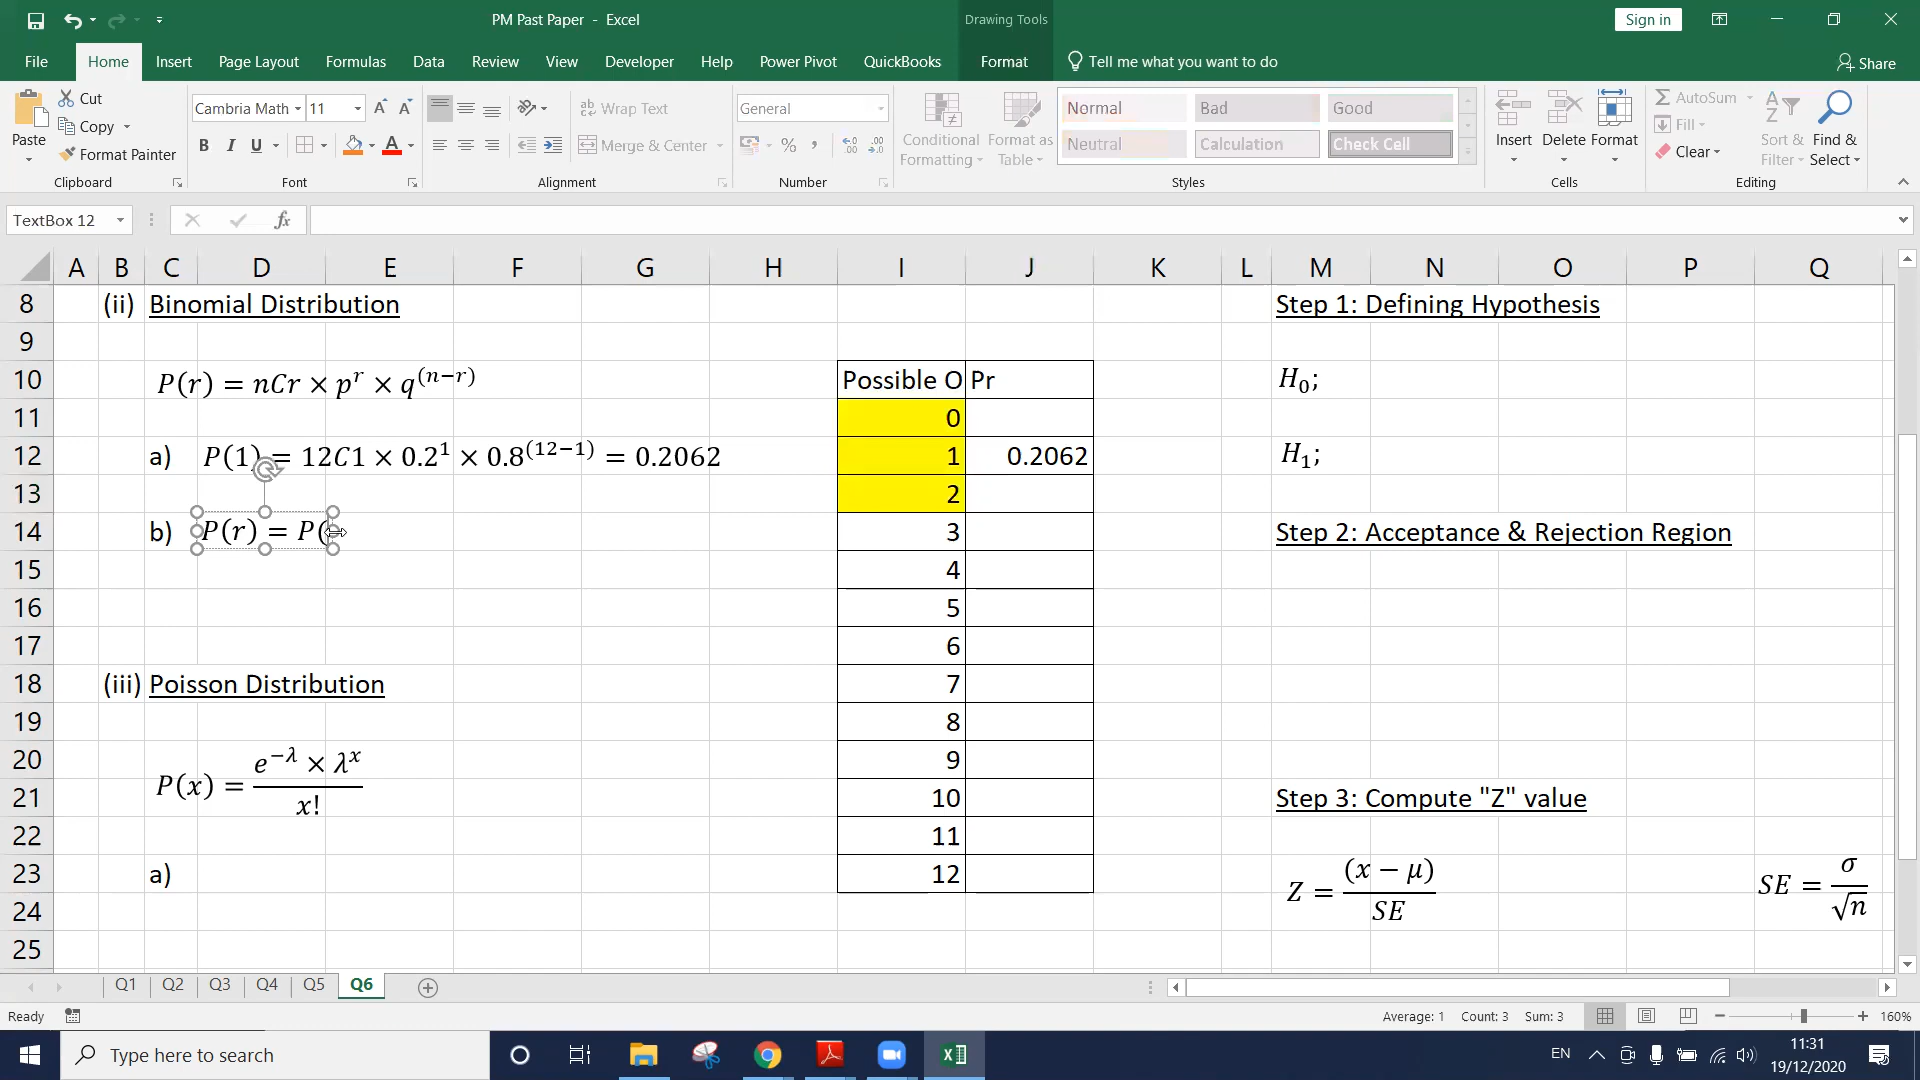 PM Past Paper - Excel
Drawing Tools
Sign in
File Home Insert Page Layout Formulas Data Review View Developer Help Power Pivot QuickBooks Format Tell me what you want to do Share
Paste Cut Copy Format Painter
Clipboard
Cambria Math 11
B I U
Font
Wrap Text
Merge & Center
Alignment
General
Number
Conditional Formatting
Format as Table
Normal Bad Good
Neutral Calculation Check Cell
Styles
Insert Delete Format
Cells
AutoSum
Fill
Clear
Sort & Filter
Find & Select
Editing
TextBox 12
fx
A B C D E F G H I J K L M N O P Q
8 (ii) Binomial Distribution Step 1: Defining Hypothesis
9
10 P(r) = nCr × p^r × q^(n−r) Possible O Pr H₀;
11 0
12 a) P(1) = 12C1 × 0.2^1 × 0.8^(12−1) = 0.2062 1 0.2062 H₁;
13 2
14 b) P(r) = P( 3 Step 2: Acceptance & Rejection Region
15 4
16 5
17 6
18 (iii) Poisson Distribution 7
19 8
20 9
21 P(x) = (e^−λ × λ^x) / x! 10 Step 3: Compute "Z" value
22 11
23 a) 12 Z = (x − μ) / SE SE = σ / √n
24
25
Q1 Q2 Q3 Q4 Q5 Q6
Ready Average: 1 Count: 3 Sum: 3 160%
Type here to search
EN 11:31
19/12/2020